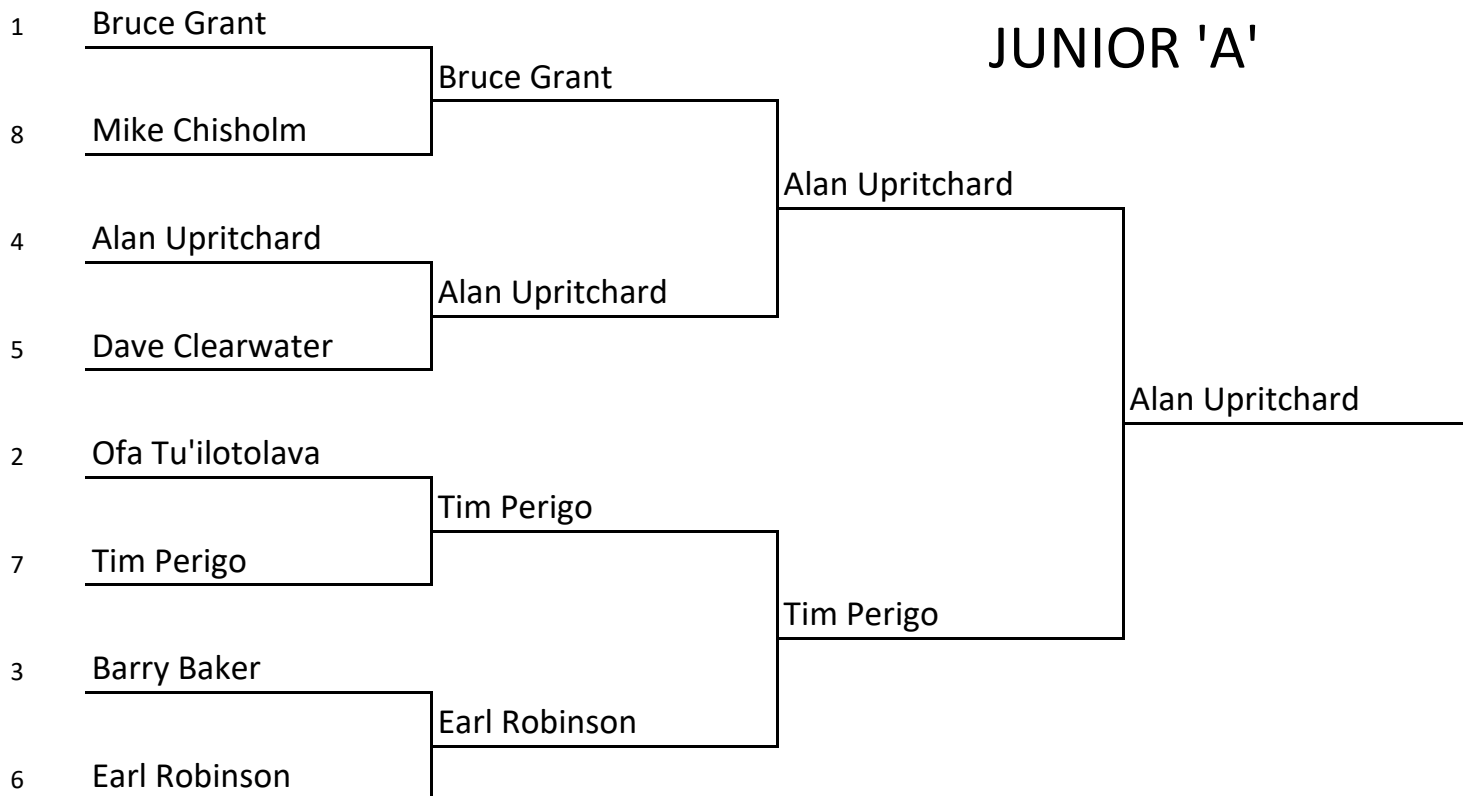 1 Bruce Grant
JUNIOR 'A'
Bruce Grant
8 Mike Chisholm
Alan Upritchard
4 Alan Upritchard
Alan Upritchard
5 Dave Clearwater
Alan Upritchard
2 Ofa Tu'ilotolava
Tim Perigo
7 Tim Perigo
Tim Perigo
3 Barry Baker
Earl Robinson
6 Earl Robinson